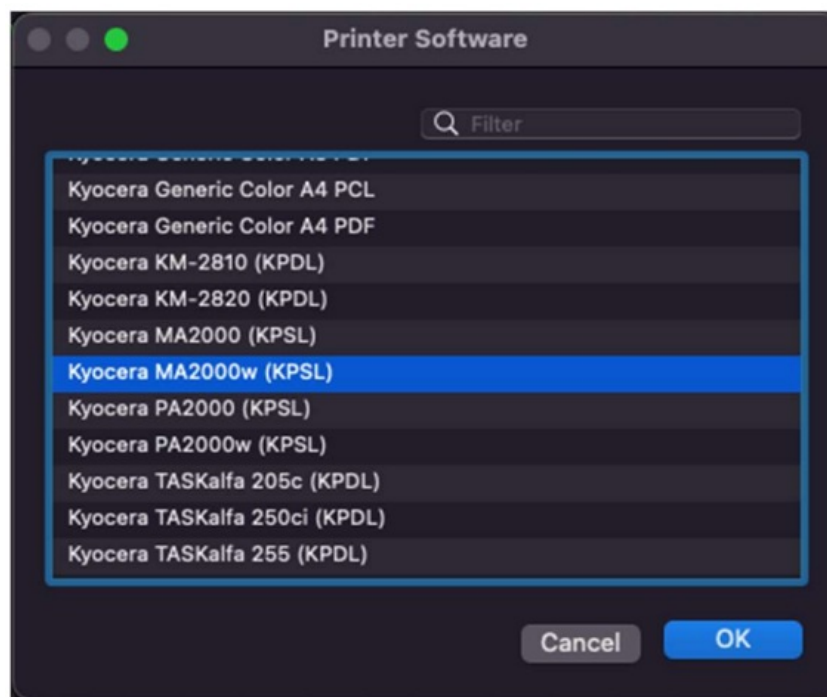 Printer Software
Filter
Kyocera Generic Color A4 PCL
Kyocera Generic Color A4 PDF
Kyocera KM-2810 (KPDL)
Kyocera KM-2820 (KPDL)
Kyocera MA2000 (KPSL)
Kyocera MA2000w (KPSL)
Kyocera PA2000 (KPSL)
Kyocera PA2000w (KPSL)
Kyocera TASKalfa 205c (KPDL)
Kyocera TASKalfa 250ci (KPDL)
Kyocera TASKalfa 255 (KPDL)
Cancel
OK